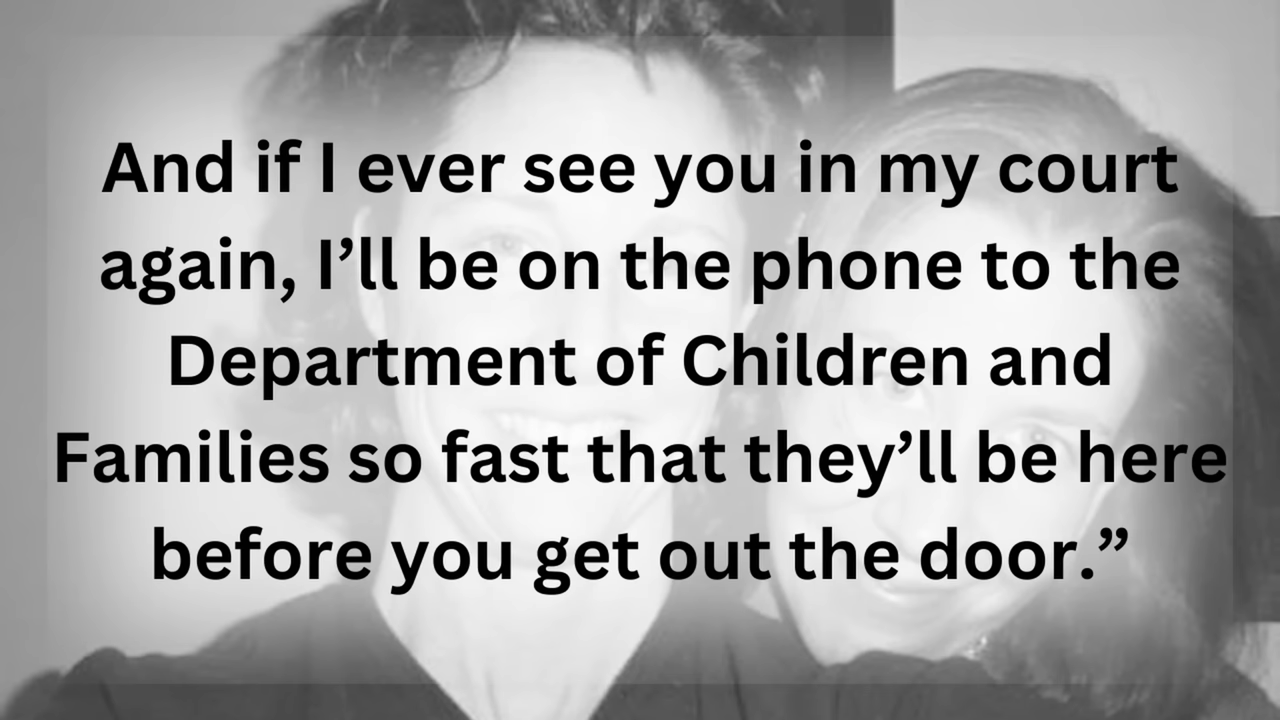 And if I ever see you in my court
again, I’ll be on the phone to the
Department of Children and
Families so fast that they’ll be here
before you get out the door.”